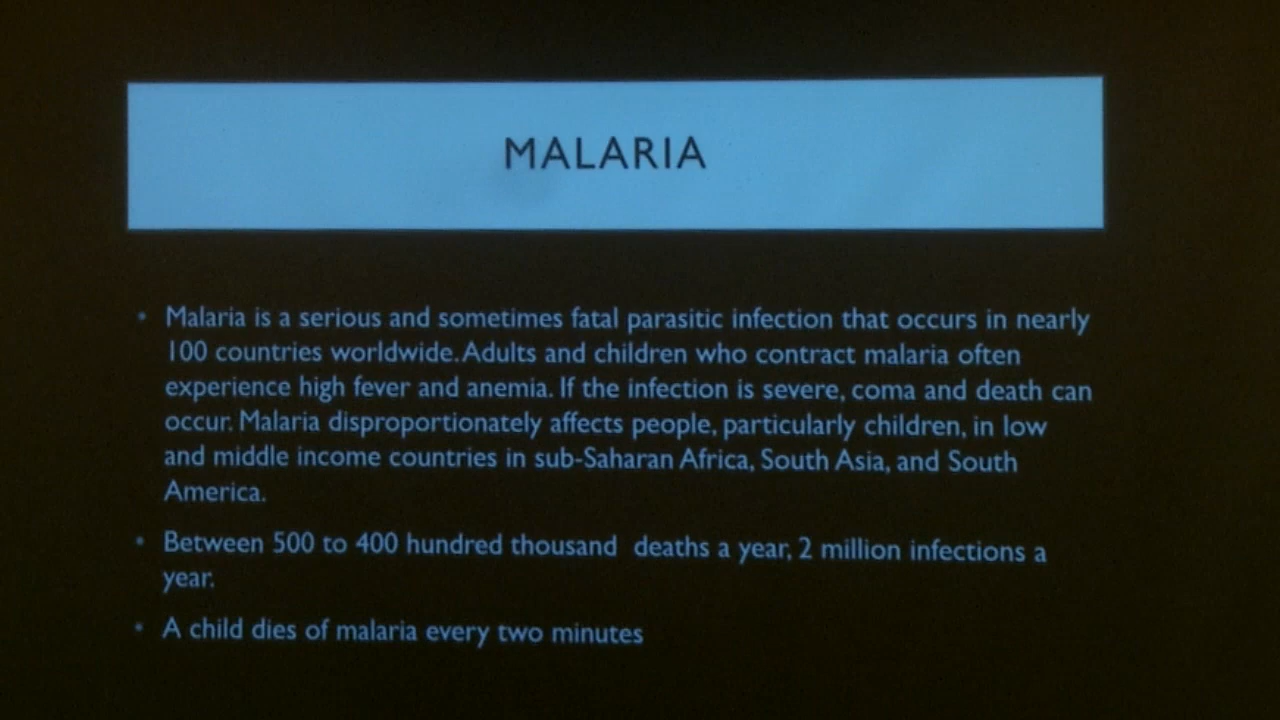 MALARIA
• Malaria is a serious and sometimes fatal parasitic infection that occurs in nearly
100 countries worldwide. Adults and children who contract malaria often
experience high fever and anemia. If the infection is severe, coma and death can
occur. Malaria disproportionately affects people, particularly children, in low
and middle income countries in sub-Saharan Africa, South Asia, and South
America.
• Between 500 to 400 hundred thousand deaths a year, 2 million infections a
year.
• A child dies of malaria every two minutes